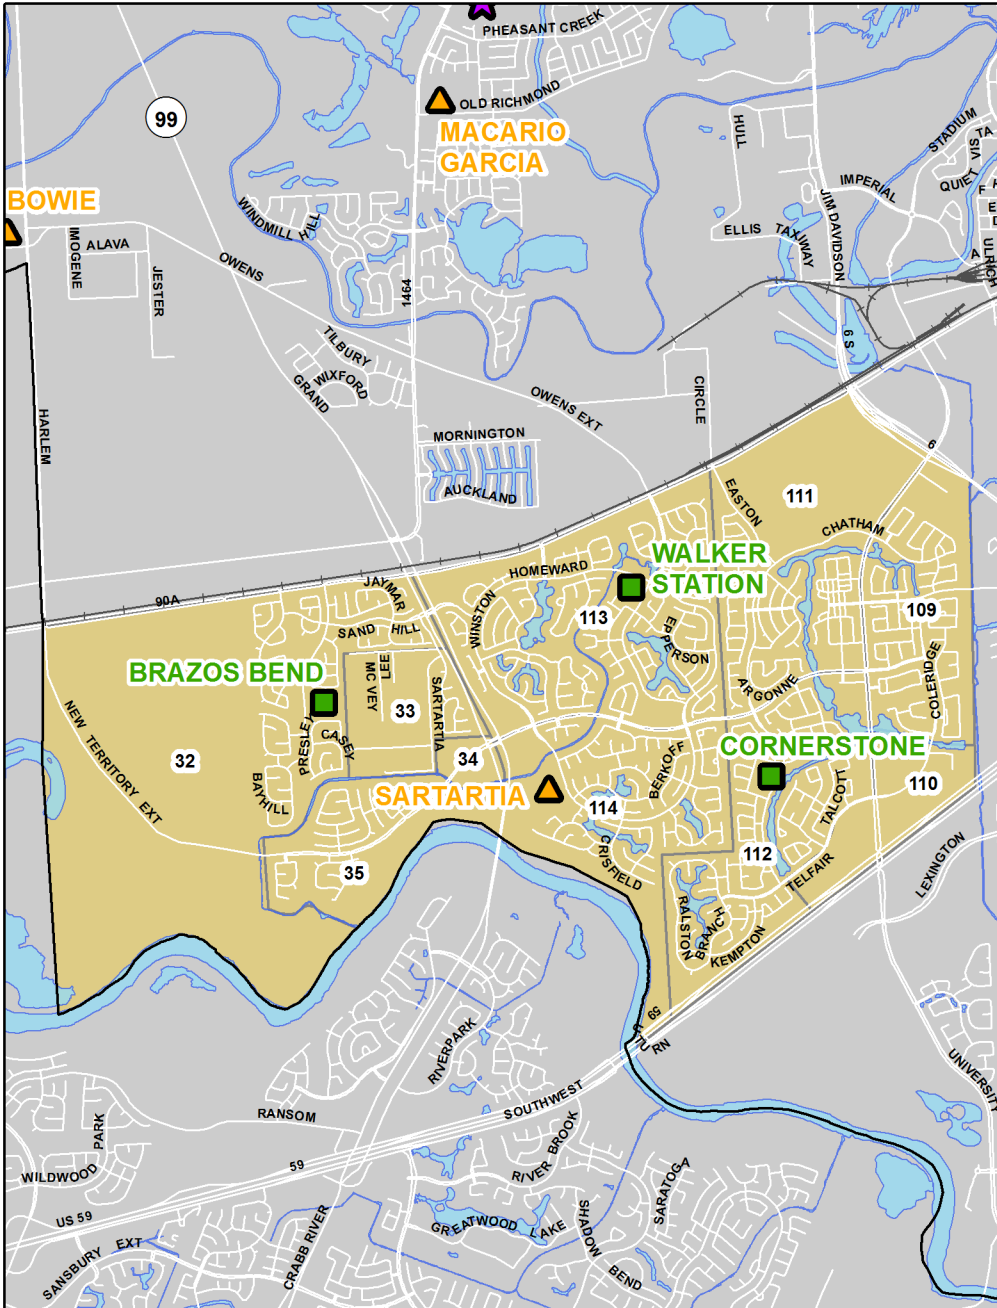 PHEASANT CREEK
OLD RICHMOND
MACARIO
GARCIA
99
BOWIE
HULL
STADIUM
TA
VIS
QUIET
F
E
IMPERIAL
JIM DAVIDSON
ELLIS
TAXIWAY
ULRICH
A
WINDMILL HILL
IMOGENE
ALAVA
JESTER
OWENS
1464
TILBURY
WIXFORD
GRAND
6 S
CIRCLE
OWENS EXT
HARLEM
MORNINGTON
AUCKLAND
6
EASTON
111
CHATHAM
WALKER
STATION
HOMEWARD
JAYMAR
90A
WINSTON
113
109
SAND HILL
EPPERSON
LEE
MC VEY
SARTARTIA
BRAZOS BEND
ARGONNE
COLERIDGE
33
PRESLEY
CASEY
NEW TERRITORY EXT
32
34
CORNERSTONE
BERKOFF
BAYHILL
SARTARTIA
114
TALCOTT
110
35
CRISFIELD
112
TELFAIR
LEXINGTON
RALSTON
BRANCH
KEMPTON
59
U TURN
RIVERPARK
UNIVERSITY
SOUTHWEST
RANSOM
PARK
WILDWOOD
59
RIVER BROOK
SARATOGA
US 59
GREATWOOD LAKE
SHADOW
BEND
SANSBURY EXT
CRABB RIVER